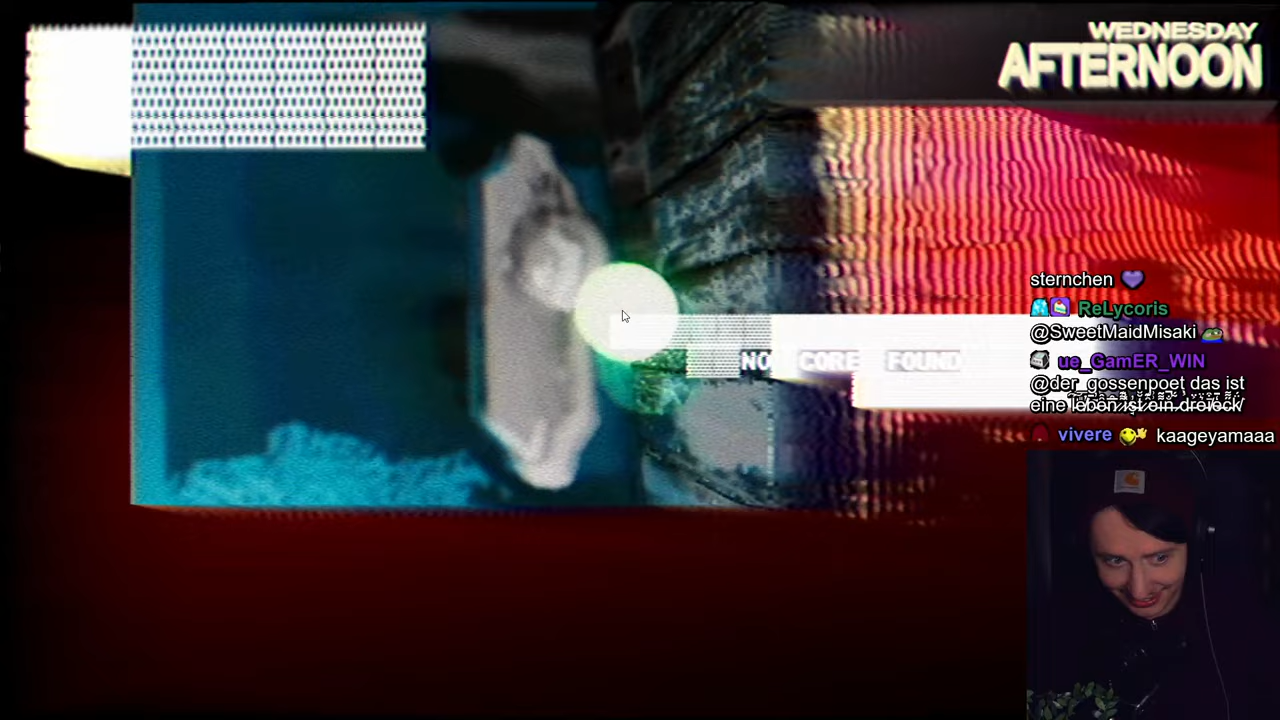 WEDNESDAY
AFTERNOON
NO CORE FOUND
sternchen
ReLycoris
@SweetMaidMisaki
ue_GamER_WIN
@der_gossenpoet das ist
eine leben ist ein dreieck/
vivere kaageyamaaa